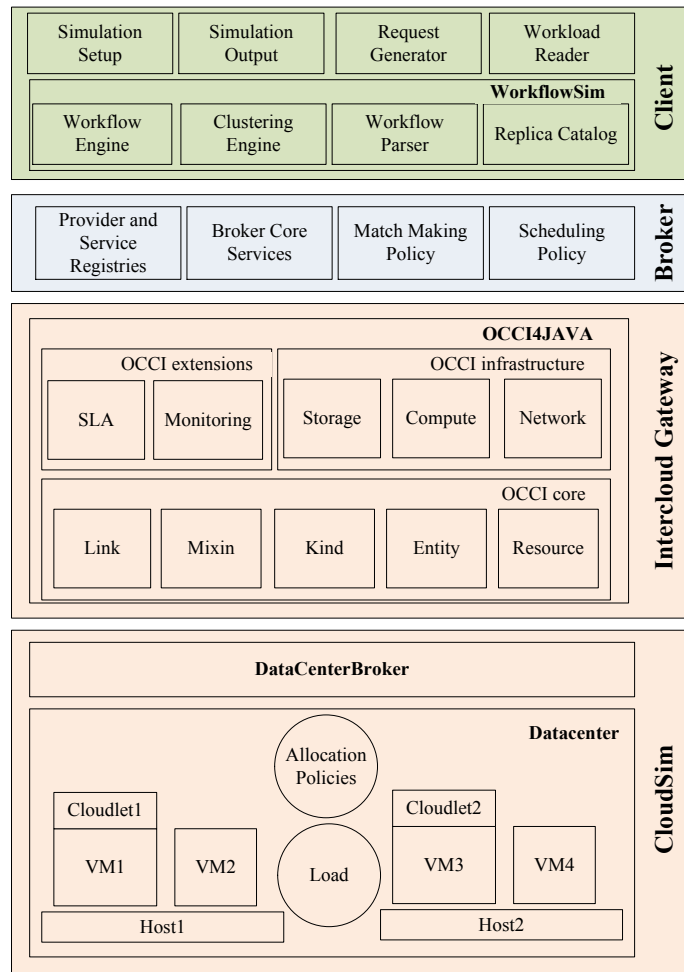 Simulation Setup
Simulation Output
Request Generator
Workload Reader
WorkflowSim
Workflow Engine
Clustering Engine
Workflow Parser
Replica Catalog
Client
Provider and Service Registries
Broker Core Services
Match Making Policy
Scheduling Policy
Broker
OCCI4JAVA
OCCI extensions
OCCI infrastructure
SLA
Monitoring
Storage
Compute
Network
OCCI core
Link
Mixin
Kind
Entity
Resource
Intercloud Gateway
DataCenterBroker
Datacenter
Allocation Policies
Cloudlet1
Cloudlet2
VM1
VM2
Load
VM3
VM4
Host1
Host2
CloudSim